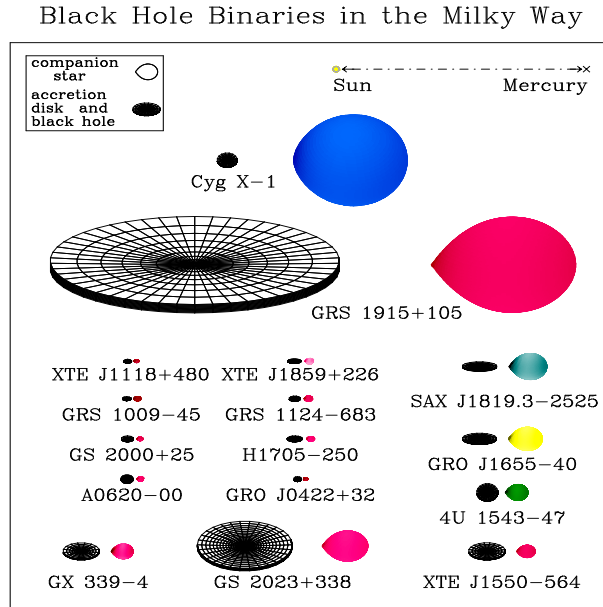 Black Hole Binaries in the Milky Way
companion
star
accretion
disk and
black hole
Sun
Mercury
Cyg X−1
GRS 1915+105
XTE J1118+480
XTE J1859+226
SAX J1819.3−2525
GRS 1009−45
GRS 1124−683
GS 2000+25
H1705−250
GRO J1655−40
A0620−00
GRO J0422+32
4U 1543−47
GX 339−4
GS 2023+338
XTE J1550−564